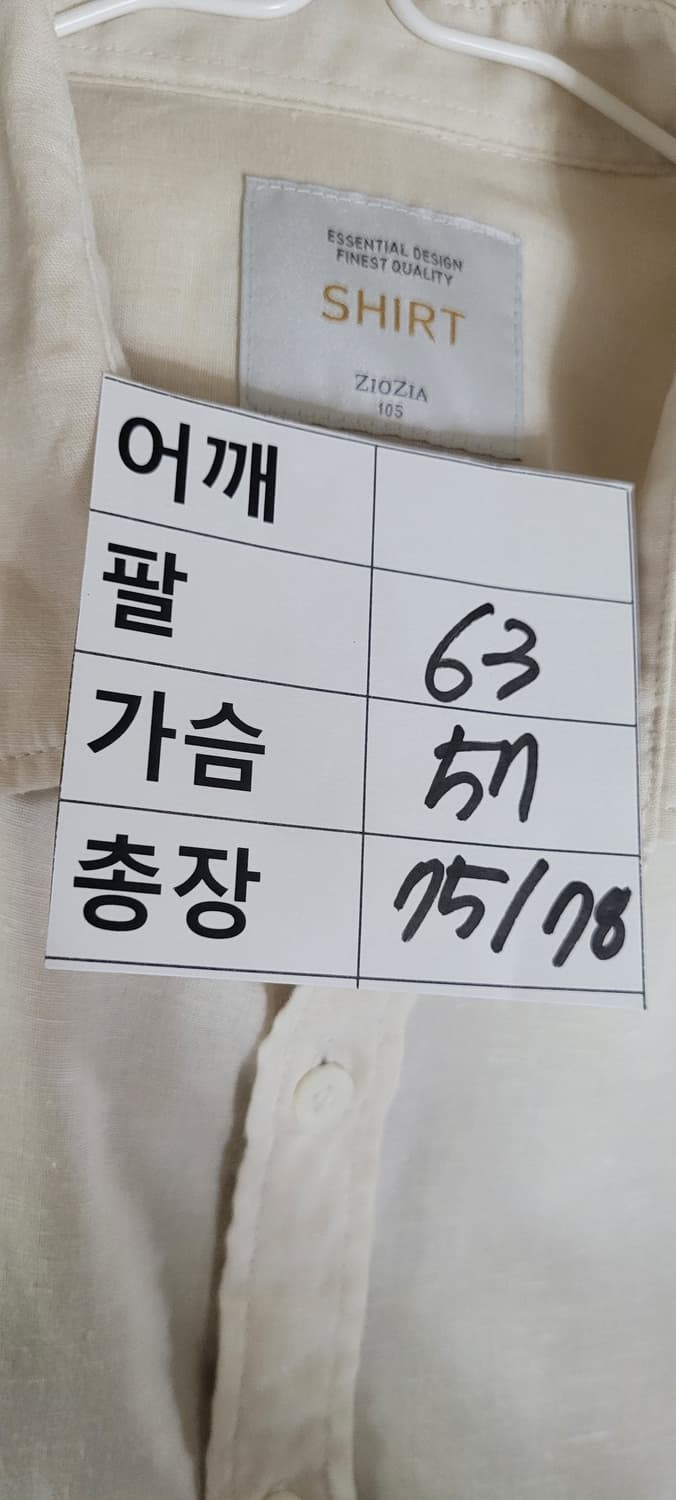 ESSENTIAL DESIGN
FINEST QUALITY
SHIRT
ZIOZIA
105
어깨
팔 63
가슴 57
총장 75/78